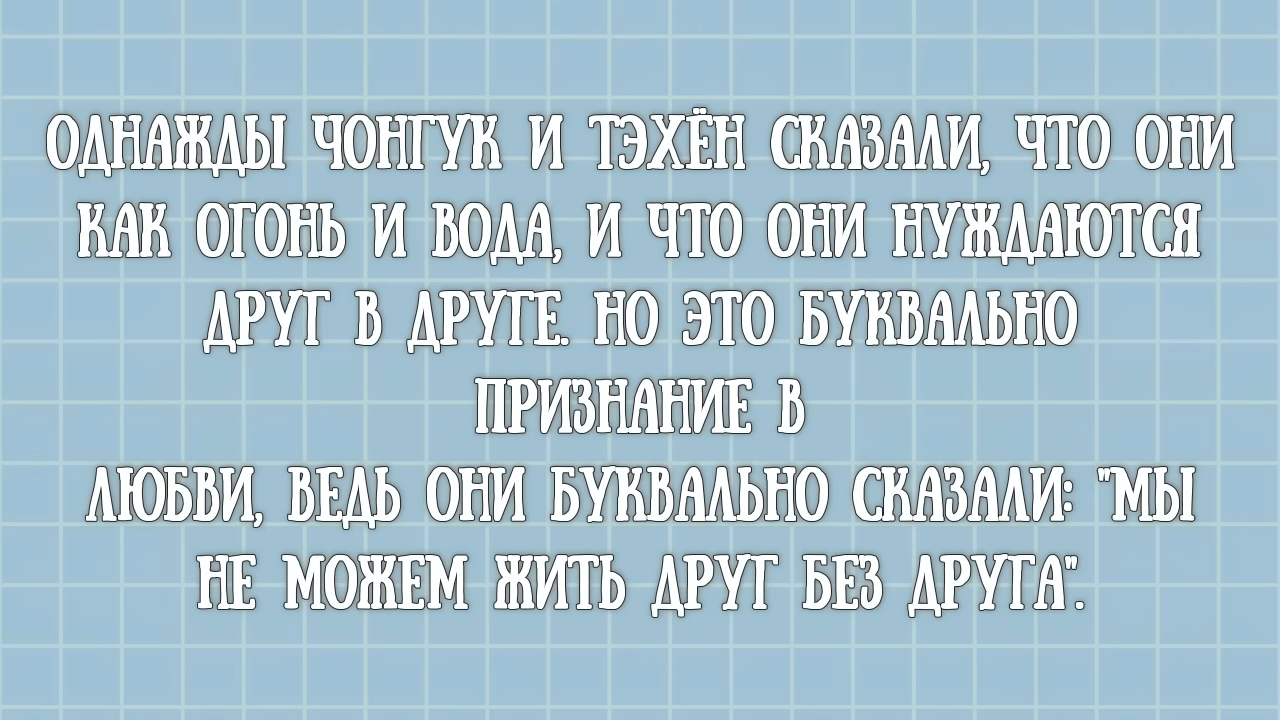 ОДНАЖДЫ ЧОНГУК И ТЭХЁН СКАЗАЛИ, ЧТО ОНИ
КАК ОГОНЬ И ВОДА, И ЧТО ОНИ НУЖДАЮТСЯ
ДРУГ В ДРУГЕ. НО ЭТО БУКВАЛЬНО
ПРИЗНАНИЕ В
ЛЮБВИ, ВЕДЬ ОНИ БУКВАЛЬНО СКАЗАЛИ: "МЫ
НЕ МОЖЕМ ЖИТЬ ДРУГ БЕЗ ДРУГА".